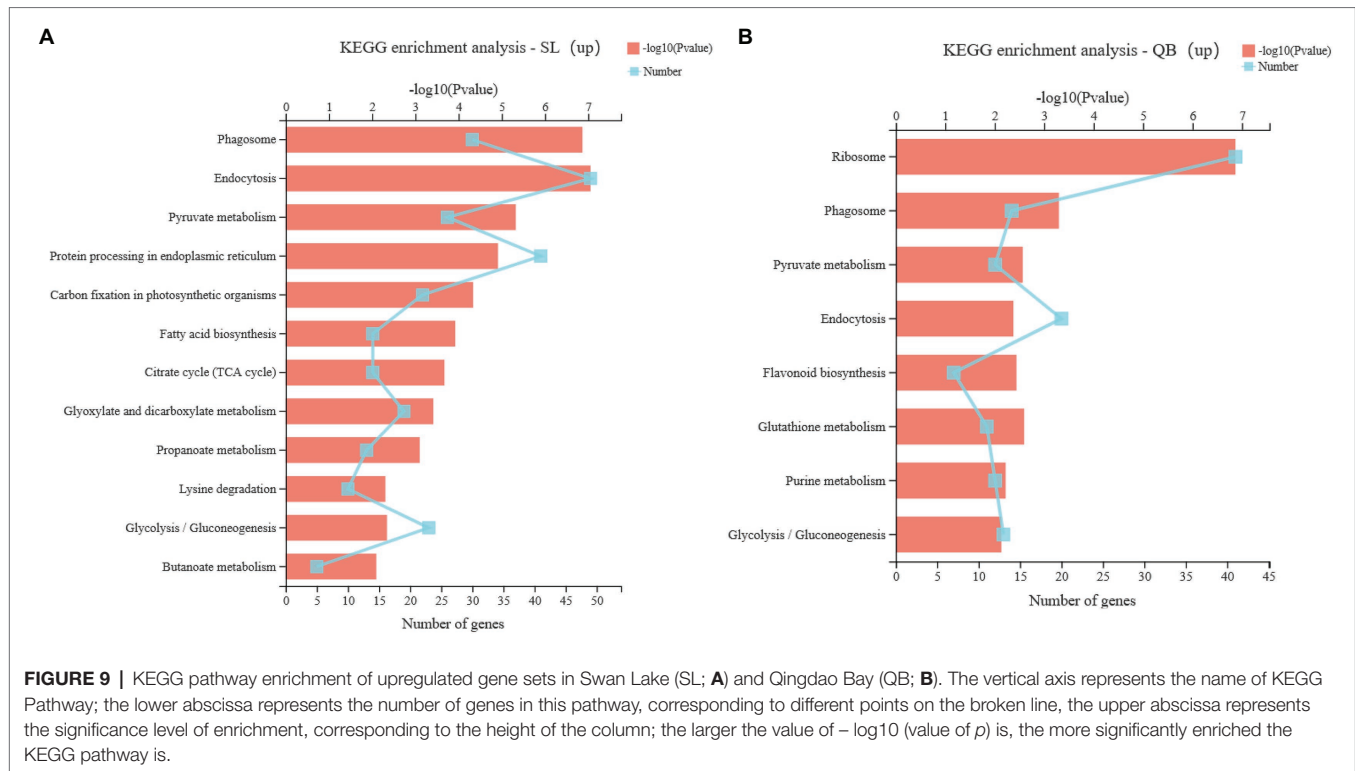 A
KEGG enrichment analysis - SL (up)
-log10(Pvalue)
Number
-log10(Pvalue)
0 1 2 3 4 5 6 7
Phagosome
Endocytosis
Pyruvate metabolism
Protein processing in endoplasmic reticulum
Carbon fixation in photosynthetic organisms
Fatty acid biosynthesis
Citrate cycle (TCA cycle)
Glyoxylate and dicarboxylate metabolism
Propanoate metabolism
Lysine degradation
Glycolysis / Gluconeogenesis
Butanoate metabolism
0 5 10 15 20 25 30 35 40 45 50
Number of genes
B
KEGG enrichment analysis - QB (up)
-log10(Pvalue)
Number
-log10(Pvalue)
0 1 2 3 4 5 6 7
Ribosome
Phagosome
Pyruvate metabolism
Endocytosis
Flavonoid biosynthesis
Glutathione metabolism
Purine metabolism
Glycolysis / Gluconeogenesis
0 5 10 15 20 25 30 35 40 45
Number of genes
FIGURE 9 | KEGG pathway enrichment of upregulated gene sets in Swan Lake (SL; A) and Qingdao Bay (QB; B). The vertical axis represents the name of KEGG
Pathway; the lower abscissa represents the number of genes in this pathway, corresponding to different points on the broken line, the upper abscissa represents
the significance level of enrichment, corresponding to the height of the column; the larger the value of – log10 (value of p) is, the more significantly enriched the
KEGG pathway is.